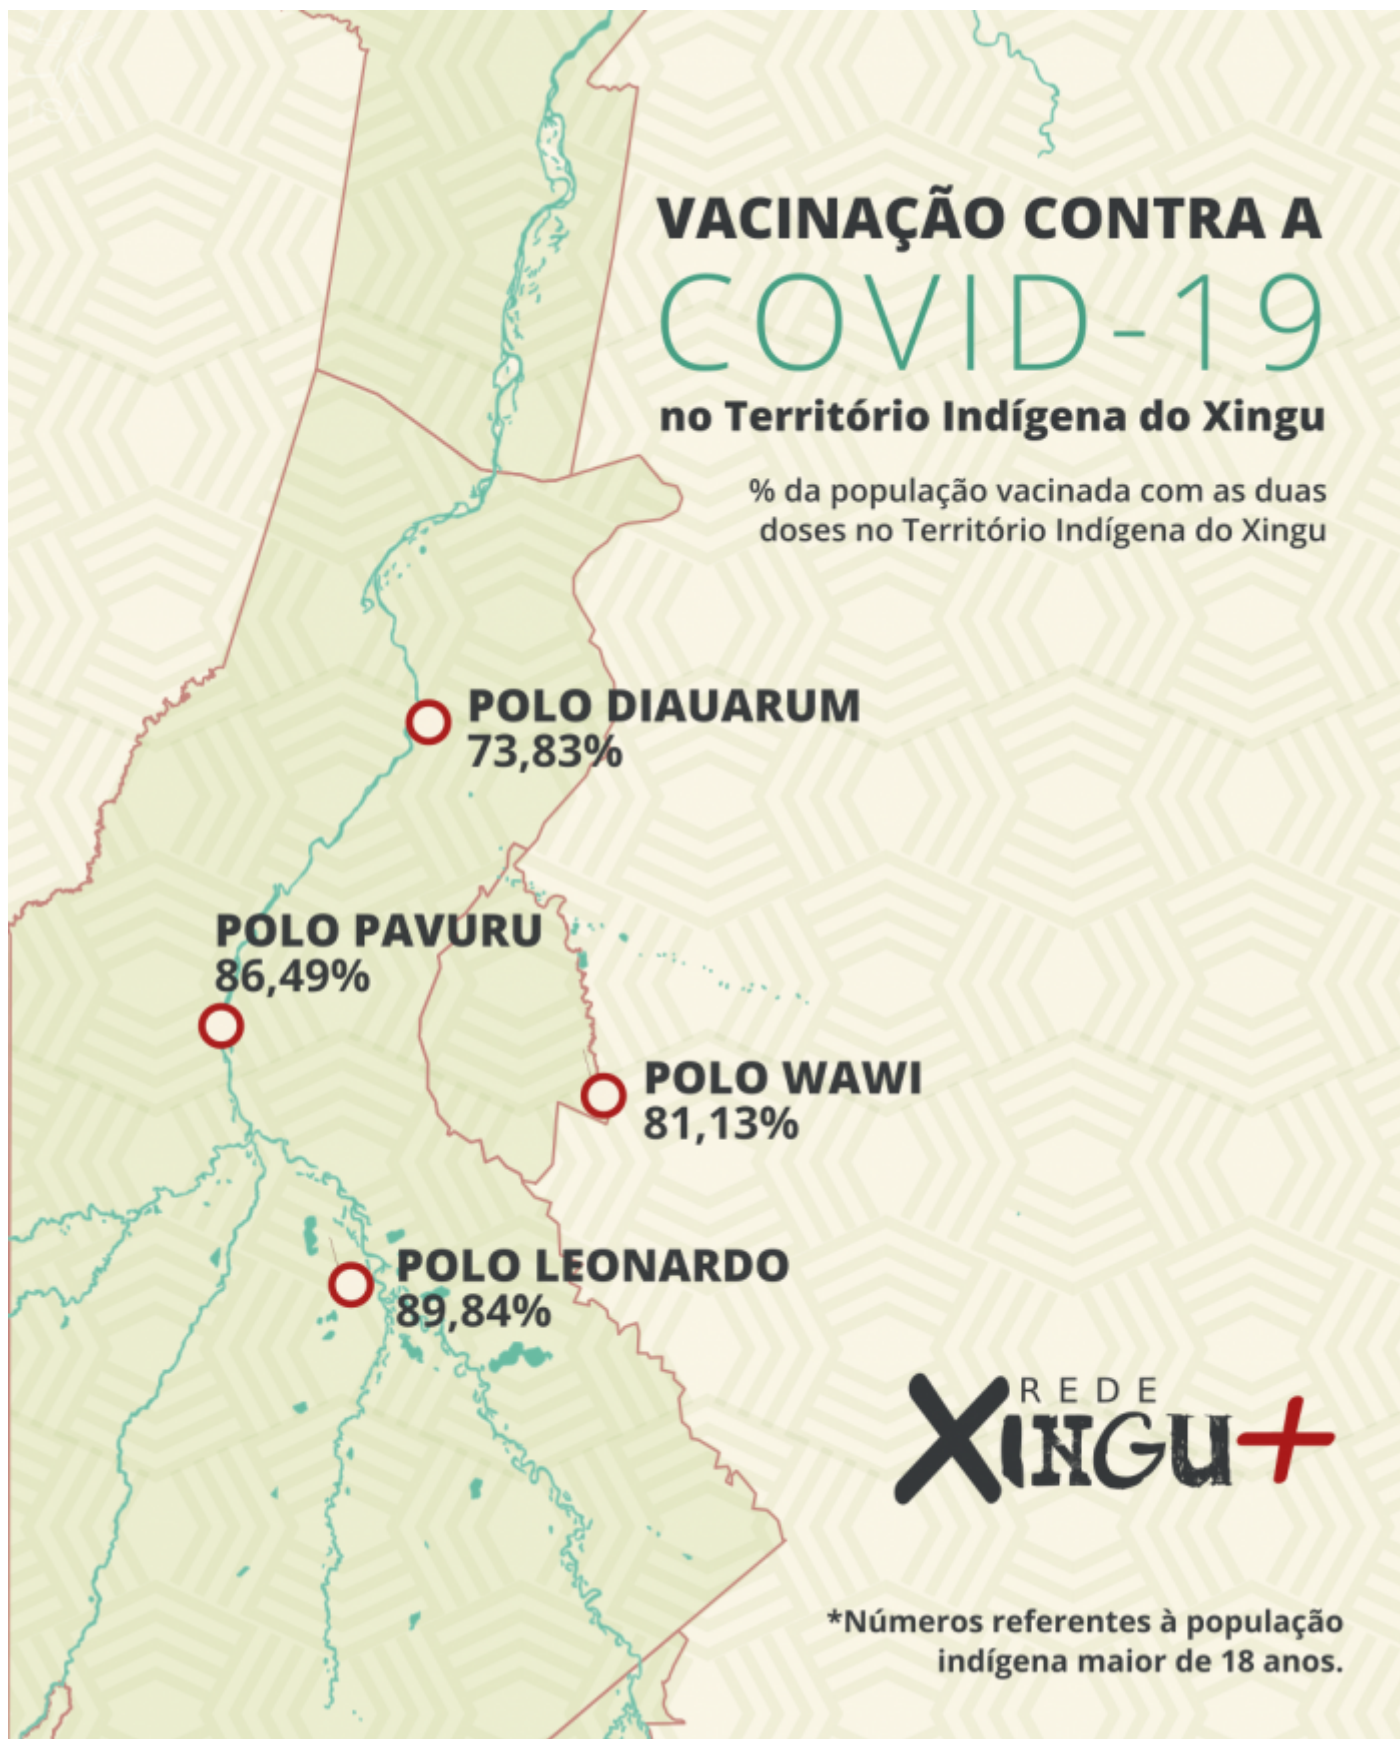 VACINAÇÃO CONTRA A
COVID-19
no Território Indígena do Xingu
% da população vacinada com as duas
doses no Território Indígena do Xingu
POLO DIAUARUM
73,83%
POLO PAVURU
86,49%
POLO WAWI
81,13%
POLO LEONARDO
89,84%
REDE
XINGU+
*Números referentes à população
indígena maior de 18 anos.